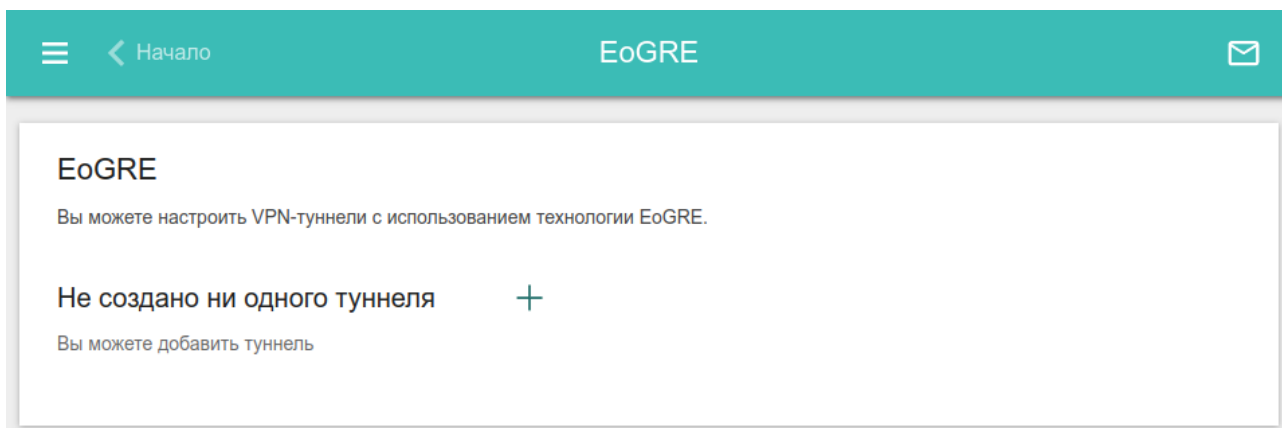 Начало
EoGRE
EoGRE
Вы можете настроить VPN-туннели с использованием технологии EoGRE.
Не создано ни одного туннеля
Вы можете добавить туннель